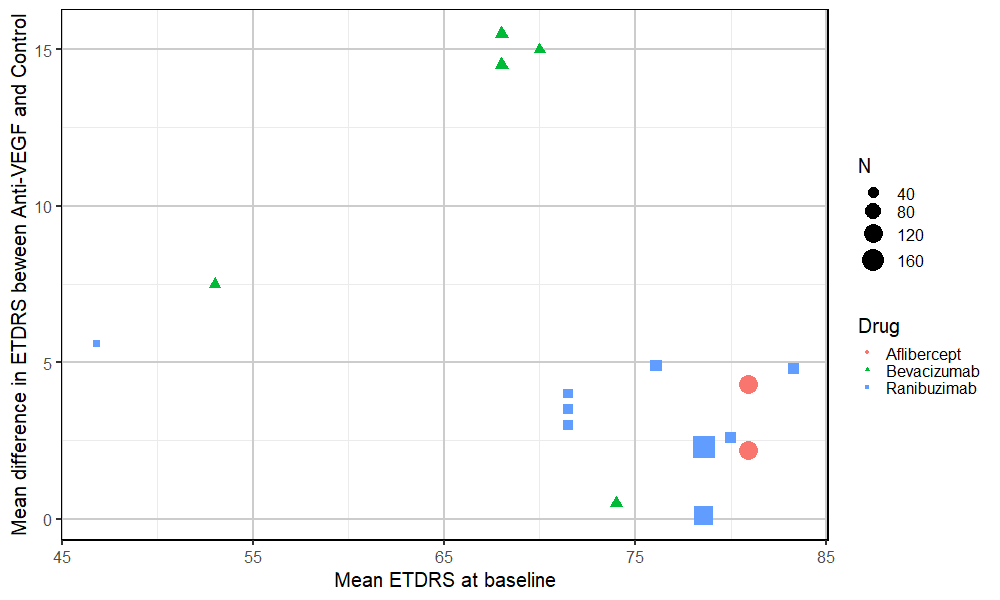 Mean difference in ETDRS beween Anti-VEGF and Control
15
10
5
0
45
55
65
75
85
Mean ETDRS at baseline
N
40
80
120
160
Drug
Aflibercept
Bevacizumab
Ranibuzimab